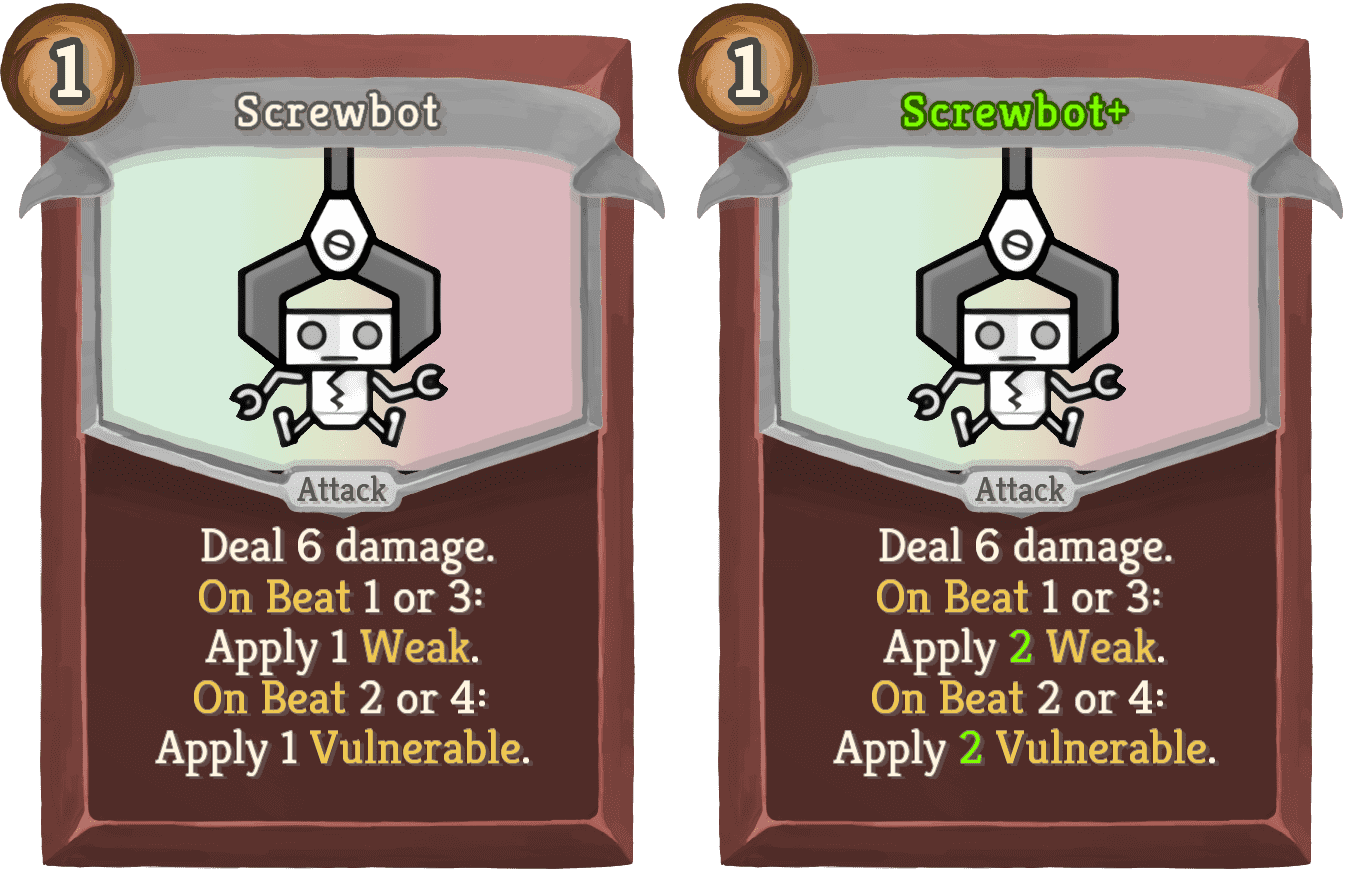 1
Screwbot
Attack
Deal 6 damage.
On Beat 1 or 3:
Apply 1 Weak.
On Beat 2 or 4:
Apply 1 Vulnerable.
1
Screwbot+
Attack
Deal 6 damage.
On Beat 1 or 3:
Apply 2 Weak.
On Beat 2 or 4:
Apply 2 Vulnerable.